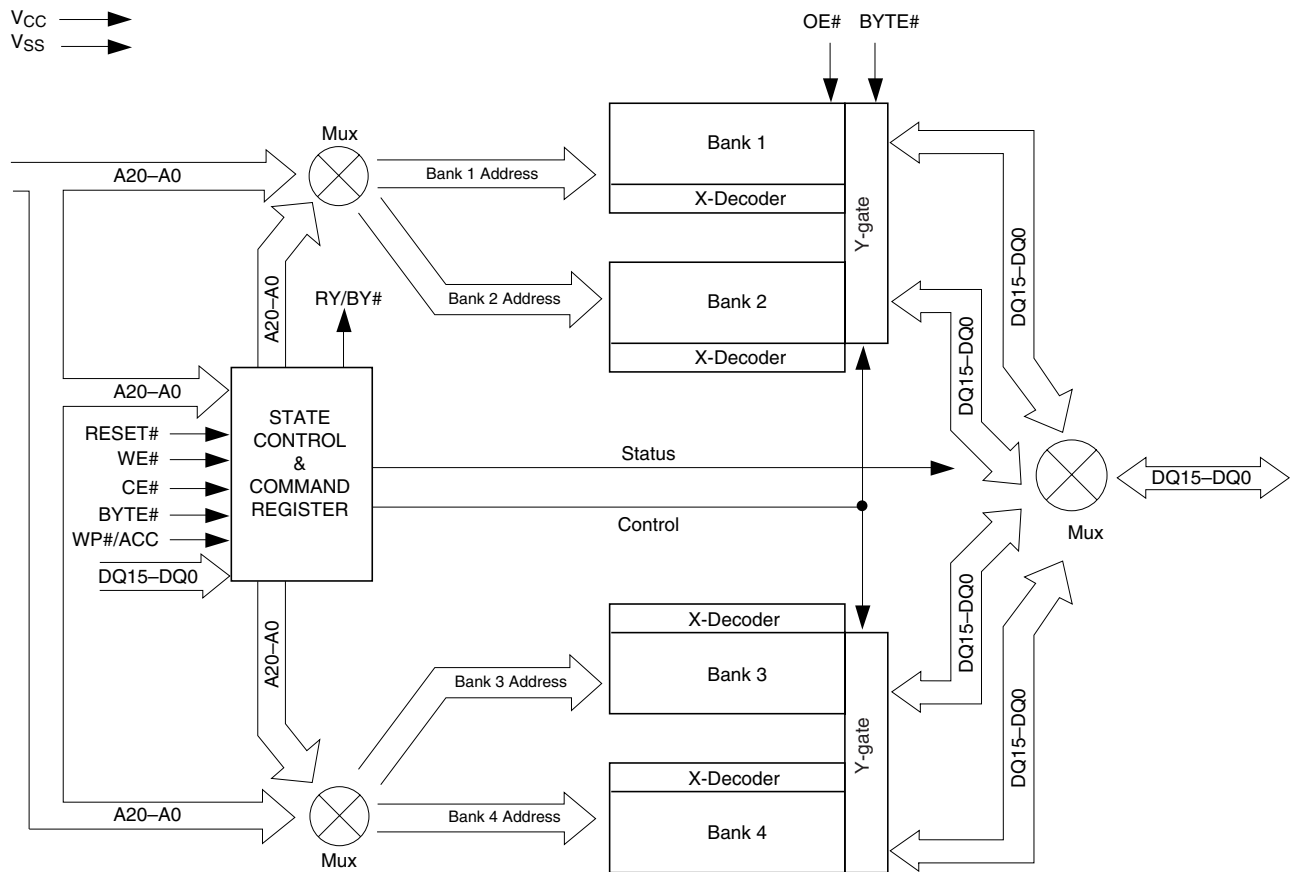 VCC
VSS
OE# BYTE#
Mux
A20–A0
Bank 1 Address
Bank 1
X-Decoder
Y-gate
DQ15–DQ0
A20–A0
RY/BY#
Bank 2 Address
Bank 2
X-Decoder
DQ15–DQ0
A20–A0
RESET#
WE#
CE#
BYTE#
WP#/ACC
DQ15–DQ0
STATE
CONTROL
&
COMMAND
REGISTER
Status
Control
DQ15–DQ0
Mux
A20–A0
X-Decoder
Bank 3 Address
Bank 3
Y-gate
DQ15–DQ0
DQ15–DQ0
A20–A0
Mux
Bank 4 Address
X-Decoder
Bank 4